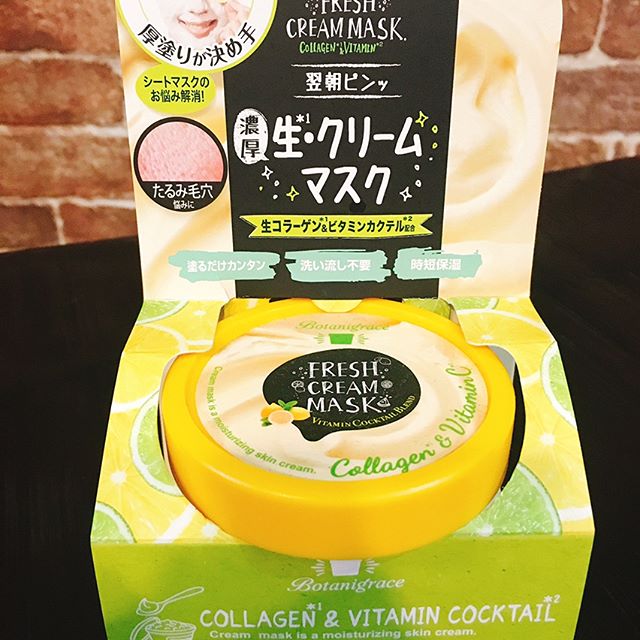 厚塗りが決め手
シートマスクの
お悩み解消!
たるみ毛穴
悩みに
FRESH
CREAM MASK
COLLAGEN*1&VITAMIN*2
翌朝ピンッ
濃厚
生*1・クリーム
マスク
生コラーゲン*1&ビタミンカクテル*2配合
塗るだけカンタン
洗い流し不要
時短保湿
Botanigrace
FRESH
CREAM
MASK
VITAMIN COCKTAIL BLEND
Cream mask is a moisturizing skin cream.
Collagen & Vitamin C
Botanigrace
COLLAGEN*1 & VITAMIN COCKTAIL*2
Cream mask is a moisturizing skin cream.